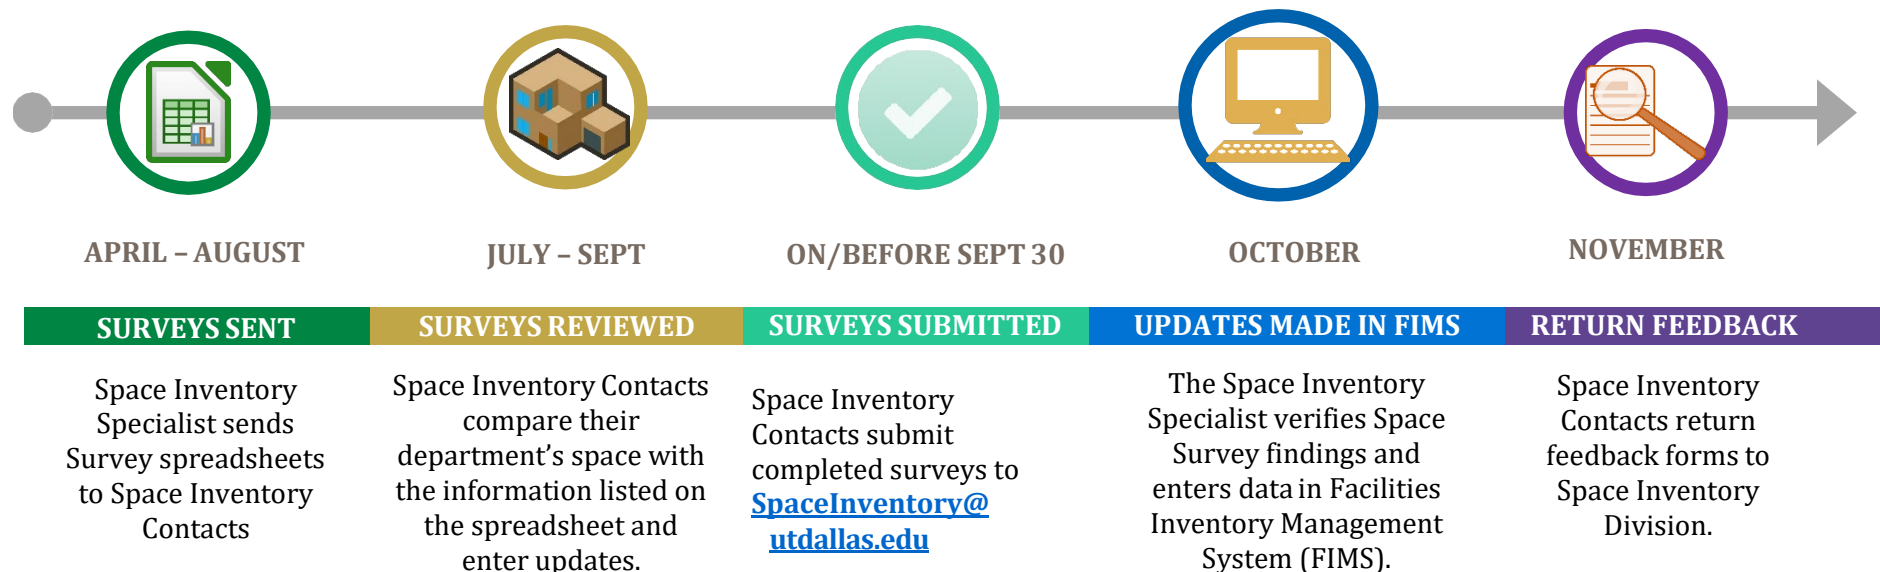 APRIL – AUGUST
JULY – SEPT
ON/BEFORE SEPT 30
OCTOBER
NOVEMBER
SURVEYS SENT
SURVEYS REVIEWED
SURVEYS SUBMITTED
UPDATES MADE IN FIMS
RETURN FEEDBACK
Space Inventory
Specialist sends
Survey spreadsheets
to Space Inventory
Contacts
Space Inventory Contacts
compare their
department’s space with
the information listed on
the spreadsheet and
enter updates.
Space Inventory
Contacts submit
completed surveys to
SpaceInventory@
utdallas.edu
The Space Inventory
Specialist verifies Space
Survey findings and
enters data in Facilities
Inventory Management
System (FIMS).
Space Inventory
Contacts return
feedback forms to
Space Inventory
Division.